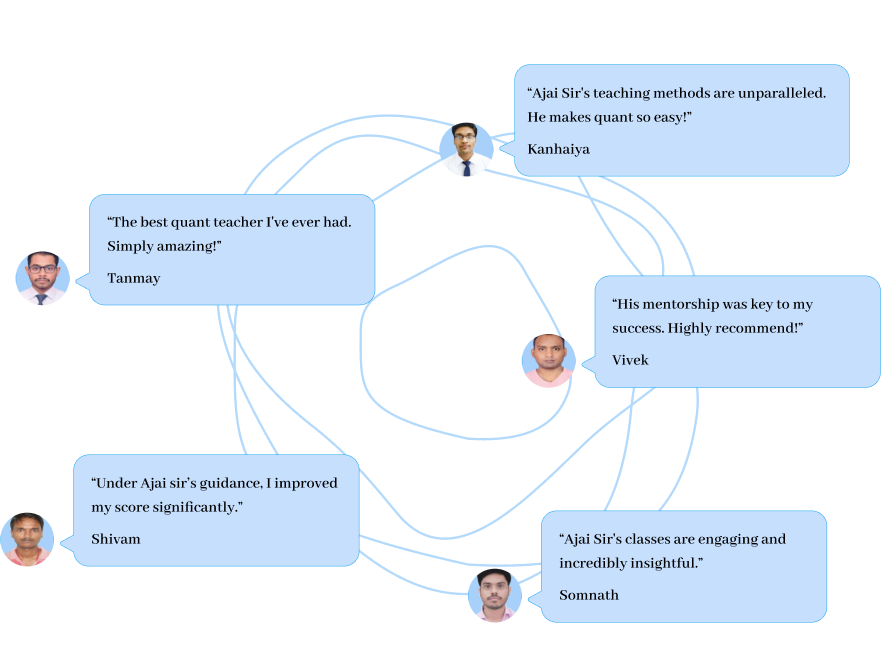 “Ajai Sir's teaching methods are unparalleled.
He makes quant so easy!”
Kanhaiya
“The best quant teacher I've ever had.
Simply amazing!”
Tanmay
“His mentorship was key to my
success. Highly recommend!”
Vivek
“Under Ajai sir’s guidance, I improved
my score significantly.”
Shivam
“Ajai Sir's classes are engaging and
incredibly insightful.”
Somnath